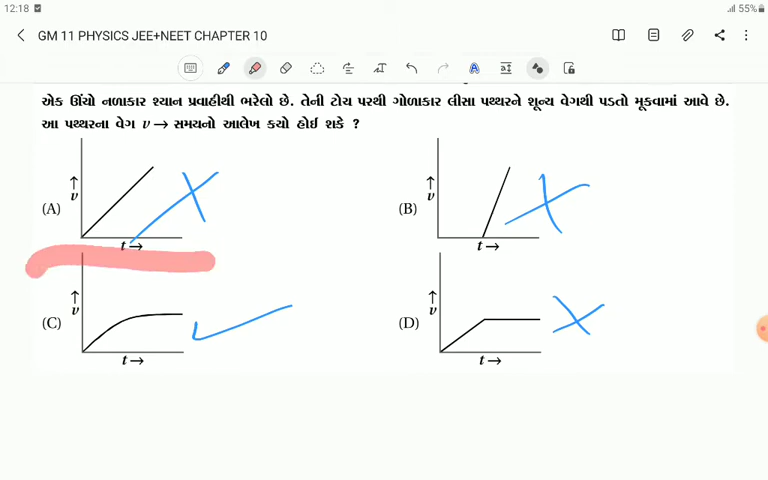 12:18
55%
GM 11 PHYSICS JEE+NEET CHAPTER 10
એક ઊંચો નળાકાર શ્યાન પ્રવાહીથી ભરેલો છે. તેની ટોચ પરથી ગોળાકાર લીસા પથ્થરને શૂન્ય વેગથી પડતો મૂકવામાં આવે છે.
આ પથ્થરના વેગ v → સમયનો આલેખ કયો હોઈ શકે ?
(A) ↑ v t →
(B) ↑ v t →
(C) ↑ v t →
(D) ↑ v t →